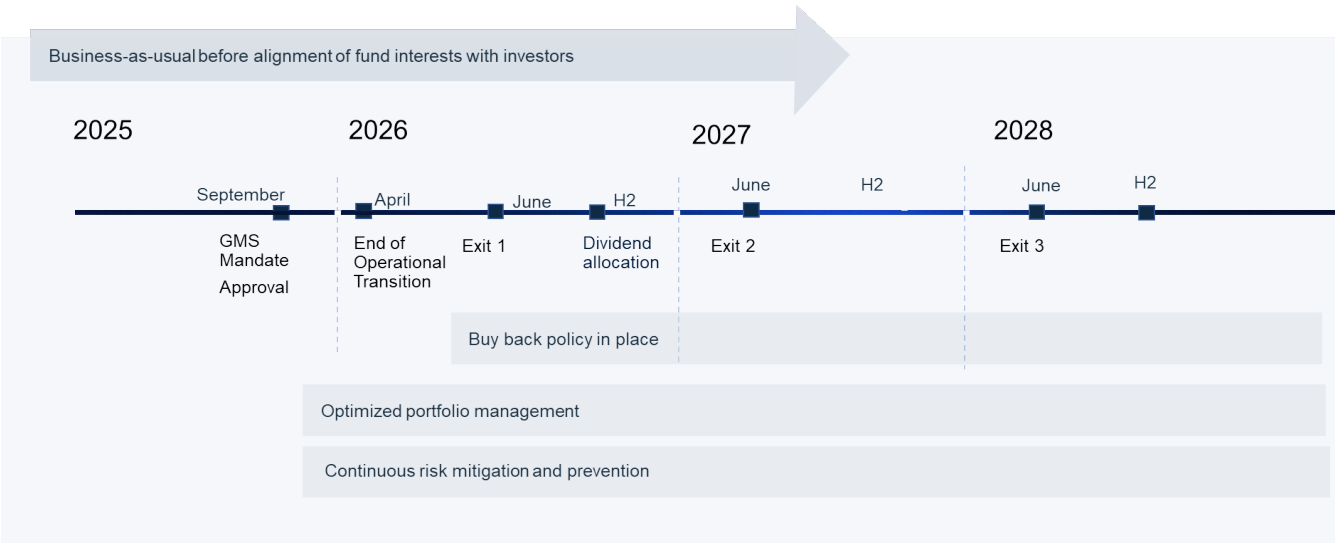 Business-as-usual before alignment of fund interests with investors
2025
2026
2027
2028
September
April
June
H2
June
H2
June
H2
GMS
Mandate
Approval
End of
Operational
Transition
Exit 1
Dividend
allocation
Exit 2
Exit 3
Buy back policy in place
Optimized portfolio management
Continuous risk mitigation and prevention